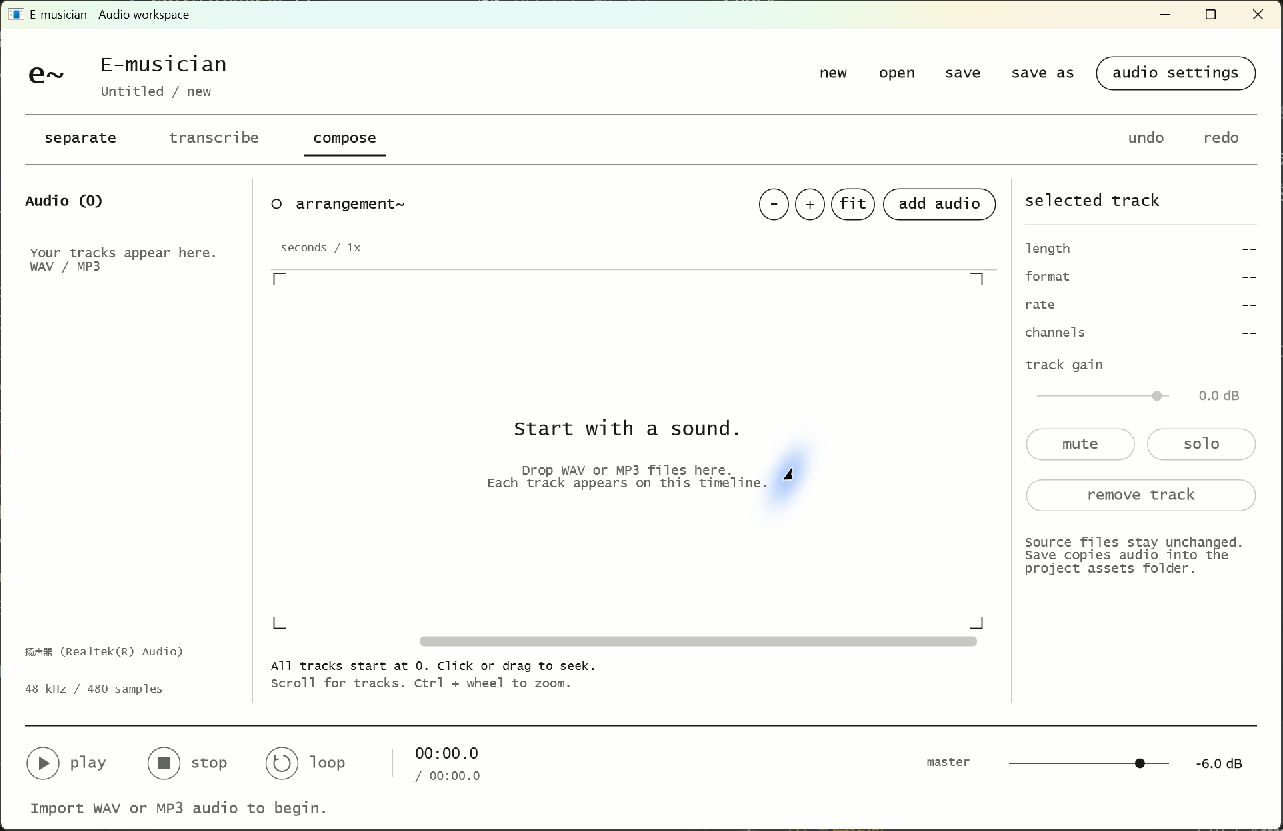 E-musician - Audio workspace
e~
E-musician
Untitled / new
new open save save as audio settings
separate transcribe compose undo redo
Audio (0)
Your tracks appear here.
WAV / MP3
扬声器 (Realtek(R) Audio)
48 kHz / 480 samples
arrangement~
- + fit add audio
seconds / 1x
Start with a sound.
Drop WAV or MP3 files here.
Each track appears on this timeline.
All tracks start at 0. Click or drag to seek.
Scroll for tracks. Ctrl + wheel to zoom.
selected track
length --
format --
rate --
channels --
track gain
0.0 dB
mute solo
remove track
Source files stay unchanged.
Save copies audio into the
project assets folder.
play stop loop
00:00.0
/ 00:00.0
master -6.0 dB
Import WAV or MP3 audio to begin.